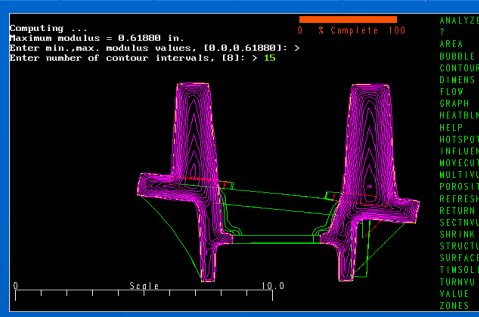 Computing ...
Maximum modulus = 0.61880 in.
Enter min.,max. modulus values, [0.0,0.61880]: >
Enter number of contour intervals, [8]: > 15
0 % Complete 100
ANALYZE
?
AREA
BUBBLE
CONTOUR
DIMENS
FLOW
GRAPH
HEATBLN
HELP
HOTSPOT
INFLUEN
MOVECUT
MULTIVU
POROSIT
REFRESH
RETURN
SECTNVU
SHRINK
STRUCTU
SURFACE
TIMSOLI
TURNVU
VALUE
ZONES
0 Scale 10.0